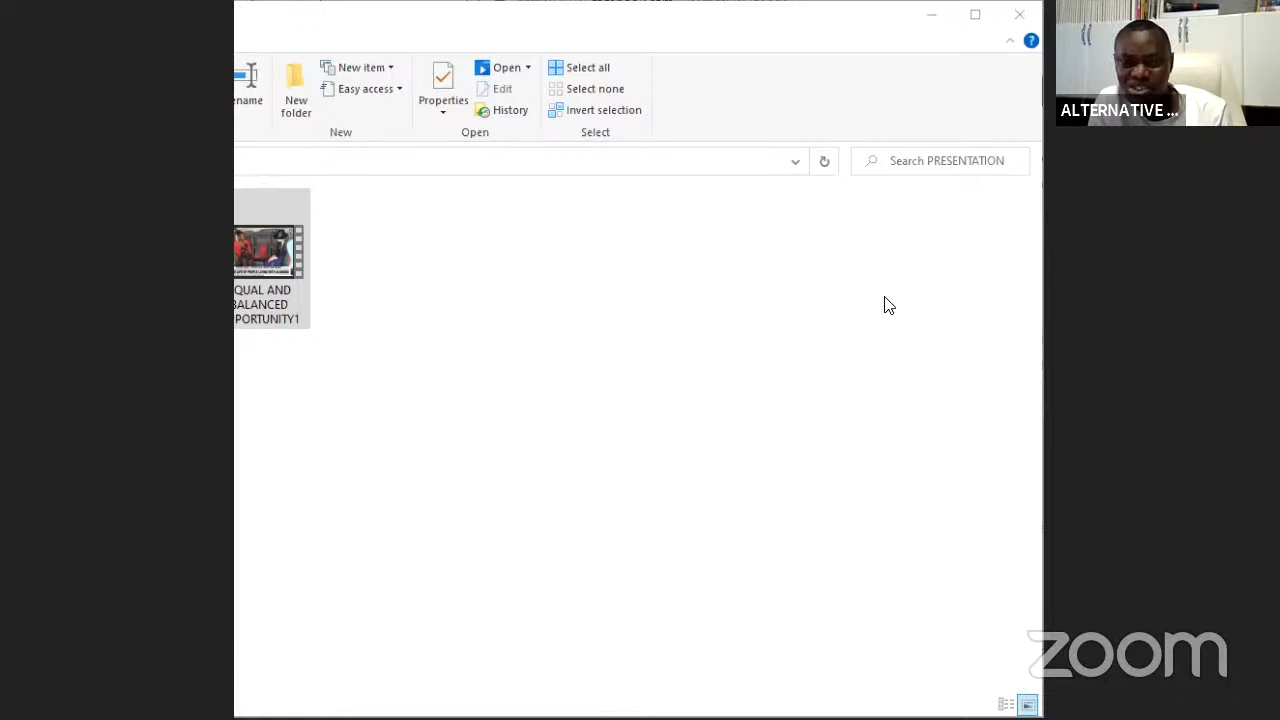 ename
New
folder
New item
Easy access
New
Properties
Open
Edit
History
Open
Select all
Select none
Invert selection
Select
?
Search PRESENTATION
QUAL AND
BALANCED
PORTUNITY1
ALTERNATIVE ...
zoom